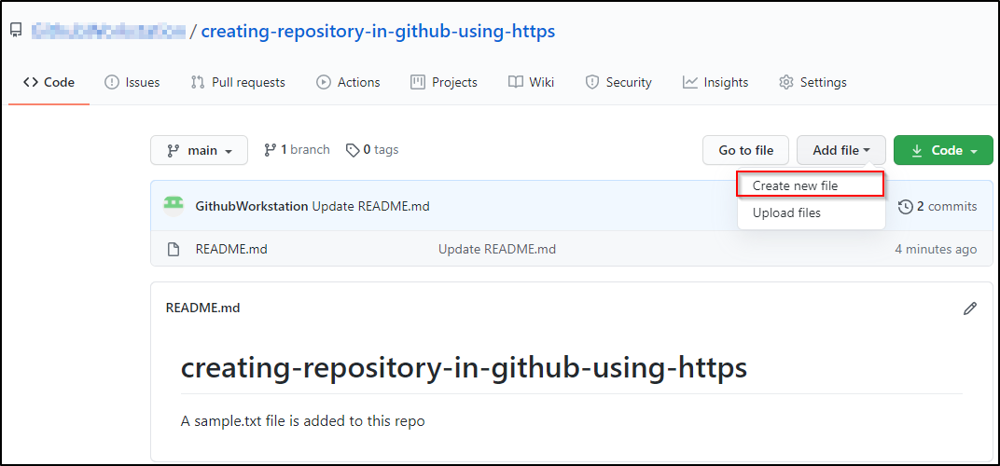 / creating-repository-in-github-using-https
Code Issues Pull requests Actions Projects Wiki Security Insights Settings
main 1 branch 0 tags Go to file Add file Code
Create new file
GithubWorkstation Update README.md 2 commits
Upload files
README.md Update README.md 4 minutes ago
README.md
creating-repository-in-github-using-https
A sample.txt file is added to this repo